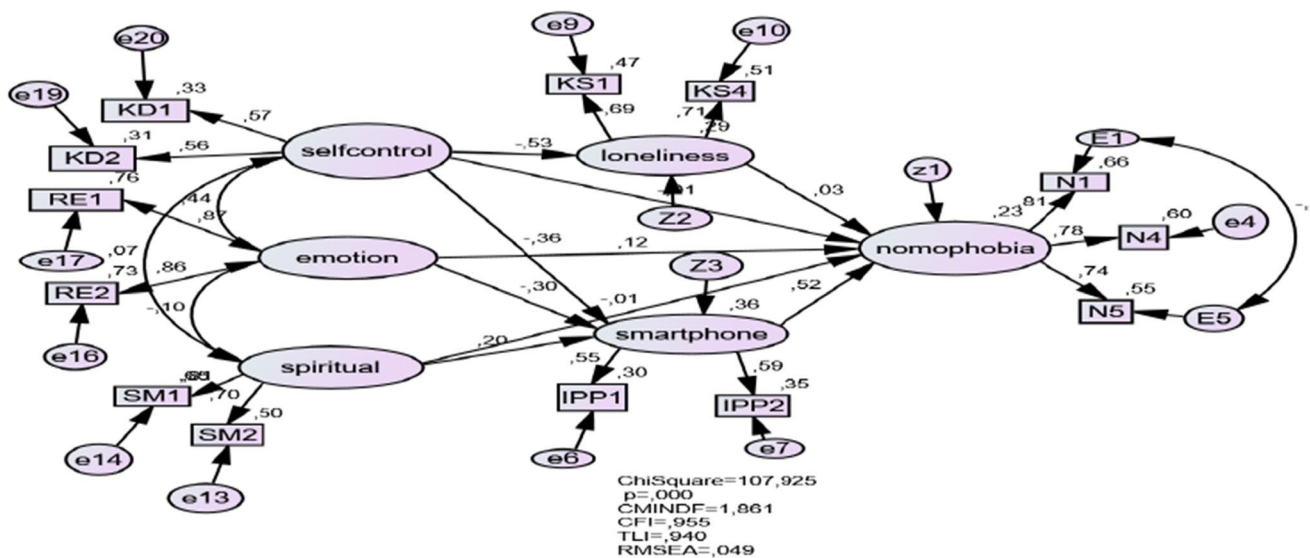 e20
e9
e10
,47
,51
e19
,33
KS1
KS4
KD1
,57
,69
,71
,29
E1
,31
selfcontrol
-,53
loneliness
,66
KD2
,56
z1
N1
,76
,03
RE1
,44
,87
Z2
,81
,23
,60
e4
-,36
,12
nomophobia
,78
N4
e17
,07
emotion
Z3
,86
,73
,74
RE2
-,30
-,01
,52
,55
-,10
,36
N5
E5
e16
smartphone
,20
spiritual
,55
,59
SM1
,70
,30
,35
,50
IPP1
IPP2
SM2
e14
e6
e7
e13
ChiSquare=107,925
p=,000
CMINDF=1,861
CFI=,955
TLI=,940
RMSEA=,049